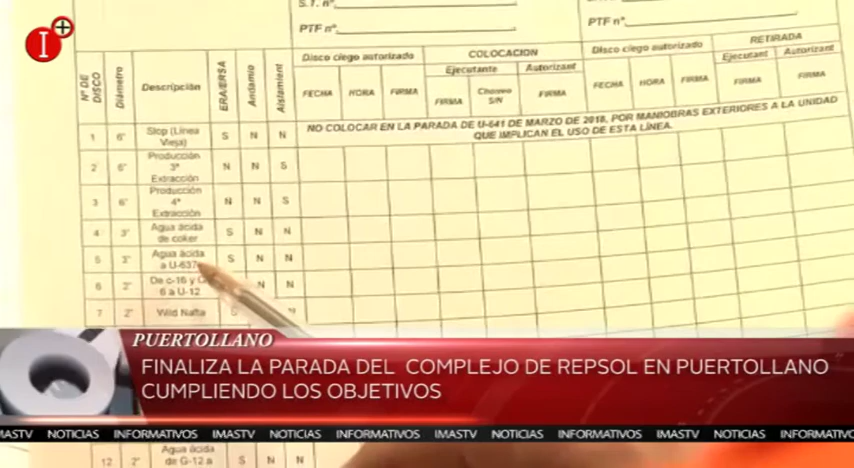 I+
S.T. nº.
PTF nº.
PTF nº.
Nº DE DISCO
Diámetro
Descripción
ERA/ERSA
Andamio
Aislamient
Disco ciego autorizado
COLOCACION
Disco ciego autorizado
RETIRADA
Ejecutante
Autorizant
Ejecutant
Autorizant
FECHA
HORA
FIRMA
FIRMA
Choveo S/N
FIRMA
FECHA
HORA
FIRMA
FIRMA
FIRMA
NO COLOCAR EN LA PARADA DE U-641 DE MARZO DE 2018, POR MANIOBRAS EXTERIORES A LA UNIDAD
QUE IMPLICAN EL USO DE ESTA LÍNEA.
1 6" Slop (Línea Vieja) S N N
2 6" Producción 3ª Extracción N N S
3 6" Producción 4ª Extracción N N S
4 3" Agua ácida de coker S N N
5 3" Agua ácida a U-637 S N N
6 2" De c-16 y 6 a U-12 N N
7 2" Wild Nafta S N
PUERTOLLANO
FINALIZA LA PARADA DEL COMPLEJO DE REPSOL EN PUERTOLLANO
CUMPLIENDO LOS OBJETIVOS
IASTV NOTICIAS INFORMATIVOS IMASTV NOTICIAS INFORMATIVOS IMASTV NOTICIAS INFORMATIVOS IMASTV NOTICIAS INFORMATIVO
12 2" Agua ácida de G-12 a S N N